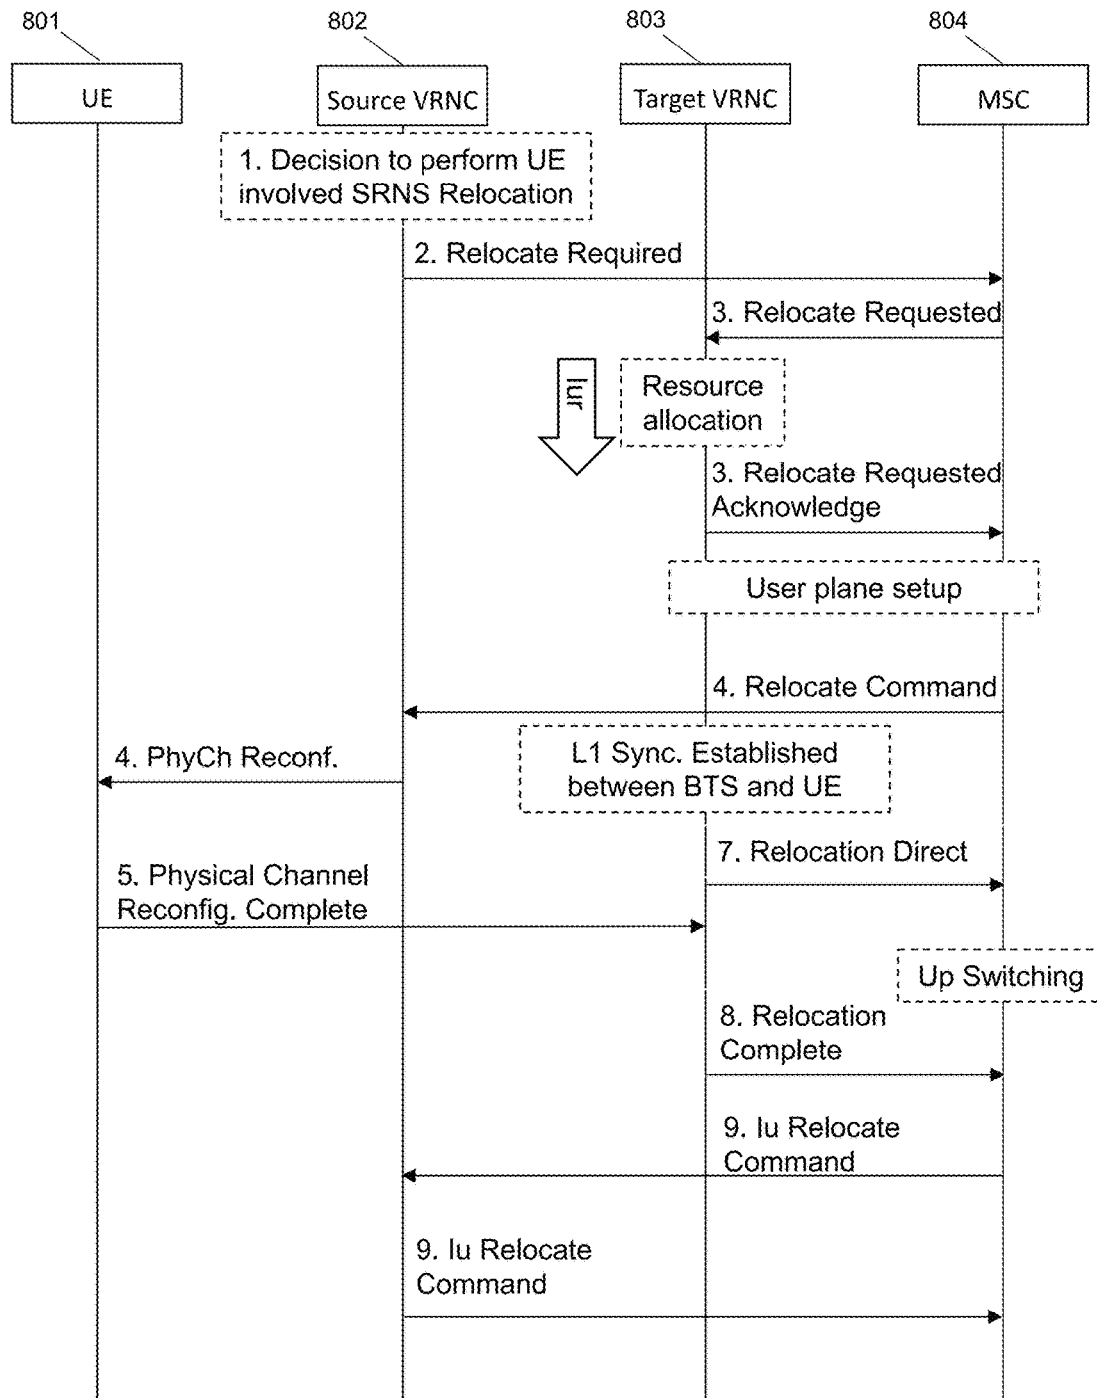 801
802
803
804
UE
Source VRNC
Target VRNC
MSC
1. Decision to perform UE
involved SRNS Relocation
2. Relocate Required
3. Relocate Requested
Iur
Resource
allocation
3. Relocate Requested
Acknowledge
User plane setup
4. Relocate Command
L1 Sync. Established
between BTS and UE
4. PhyCh Reconf.
7. Relocation Direct
5. Physical Channel
Reconfig. Complete
Up Switching
8. Relocation
Complete
9. Iu Relocate
Command
9. Iu Relocate
Command